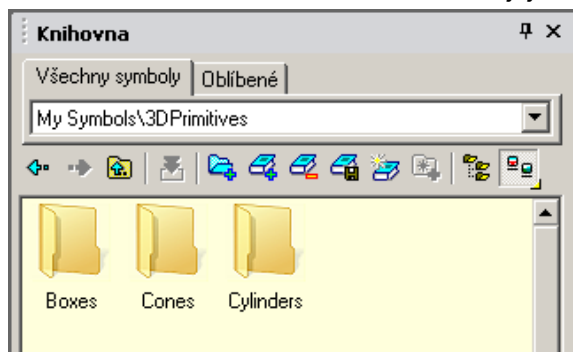 Knihovna
Všechny symboly Oblíbené
My Symbols\3DPrimitives
Boxes Cones Cylinders